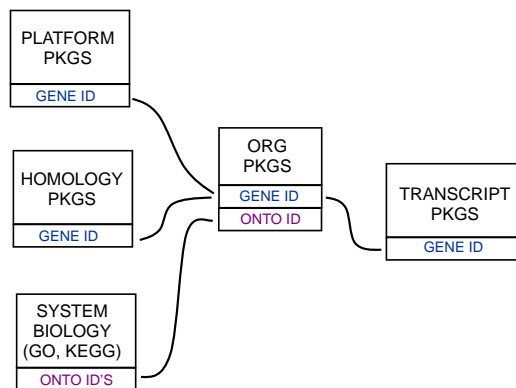 PLATFORM
PKGS
GENE ID
HOMOLOGY
PKGS
GENE ID
SYSTEM
BIOLOGY
(GO, KEGG)
ONTO ID'S
ORG
PKGS
GENE ID
ONTO ID
TRANSCRIPT
PKGS
GENE ID